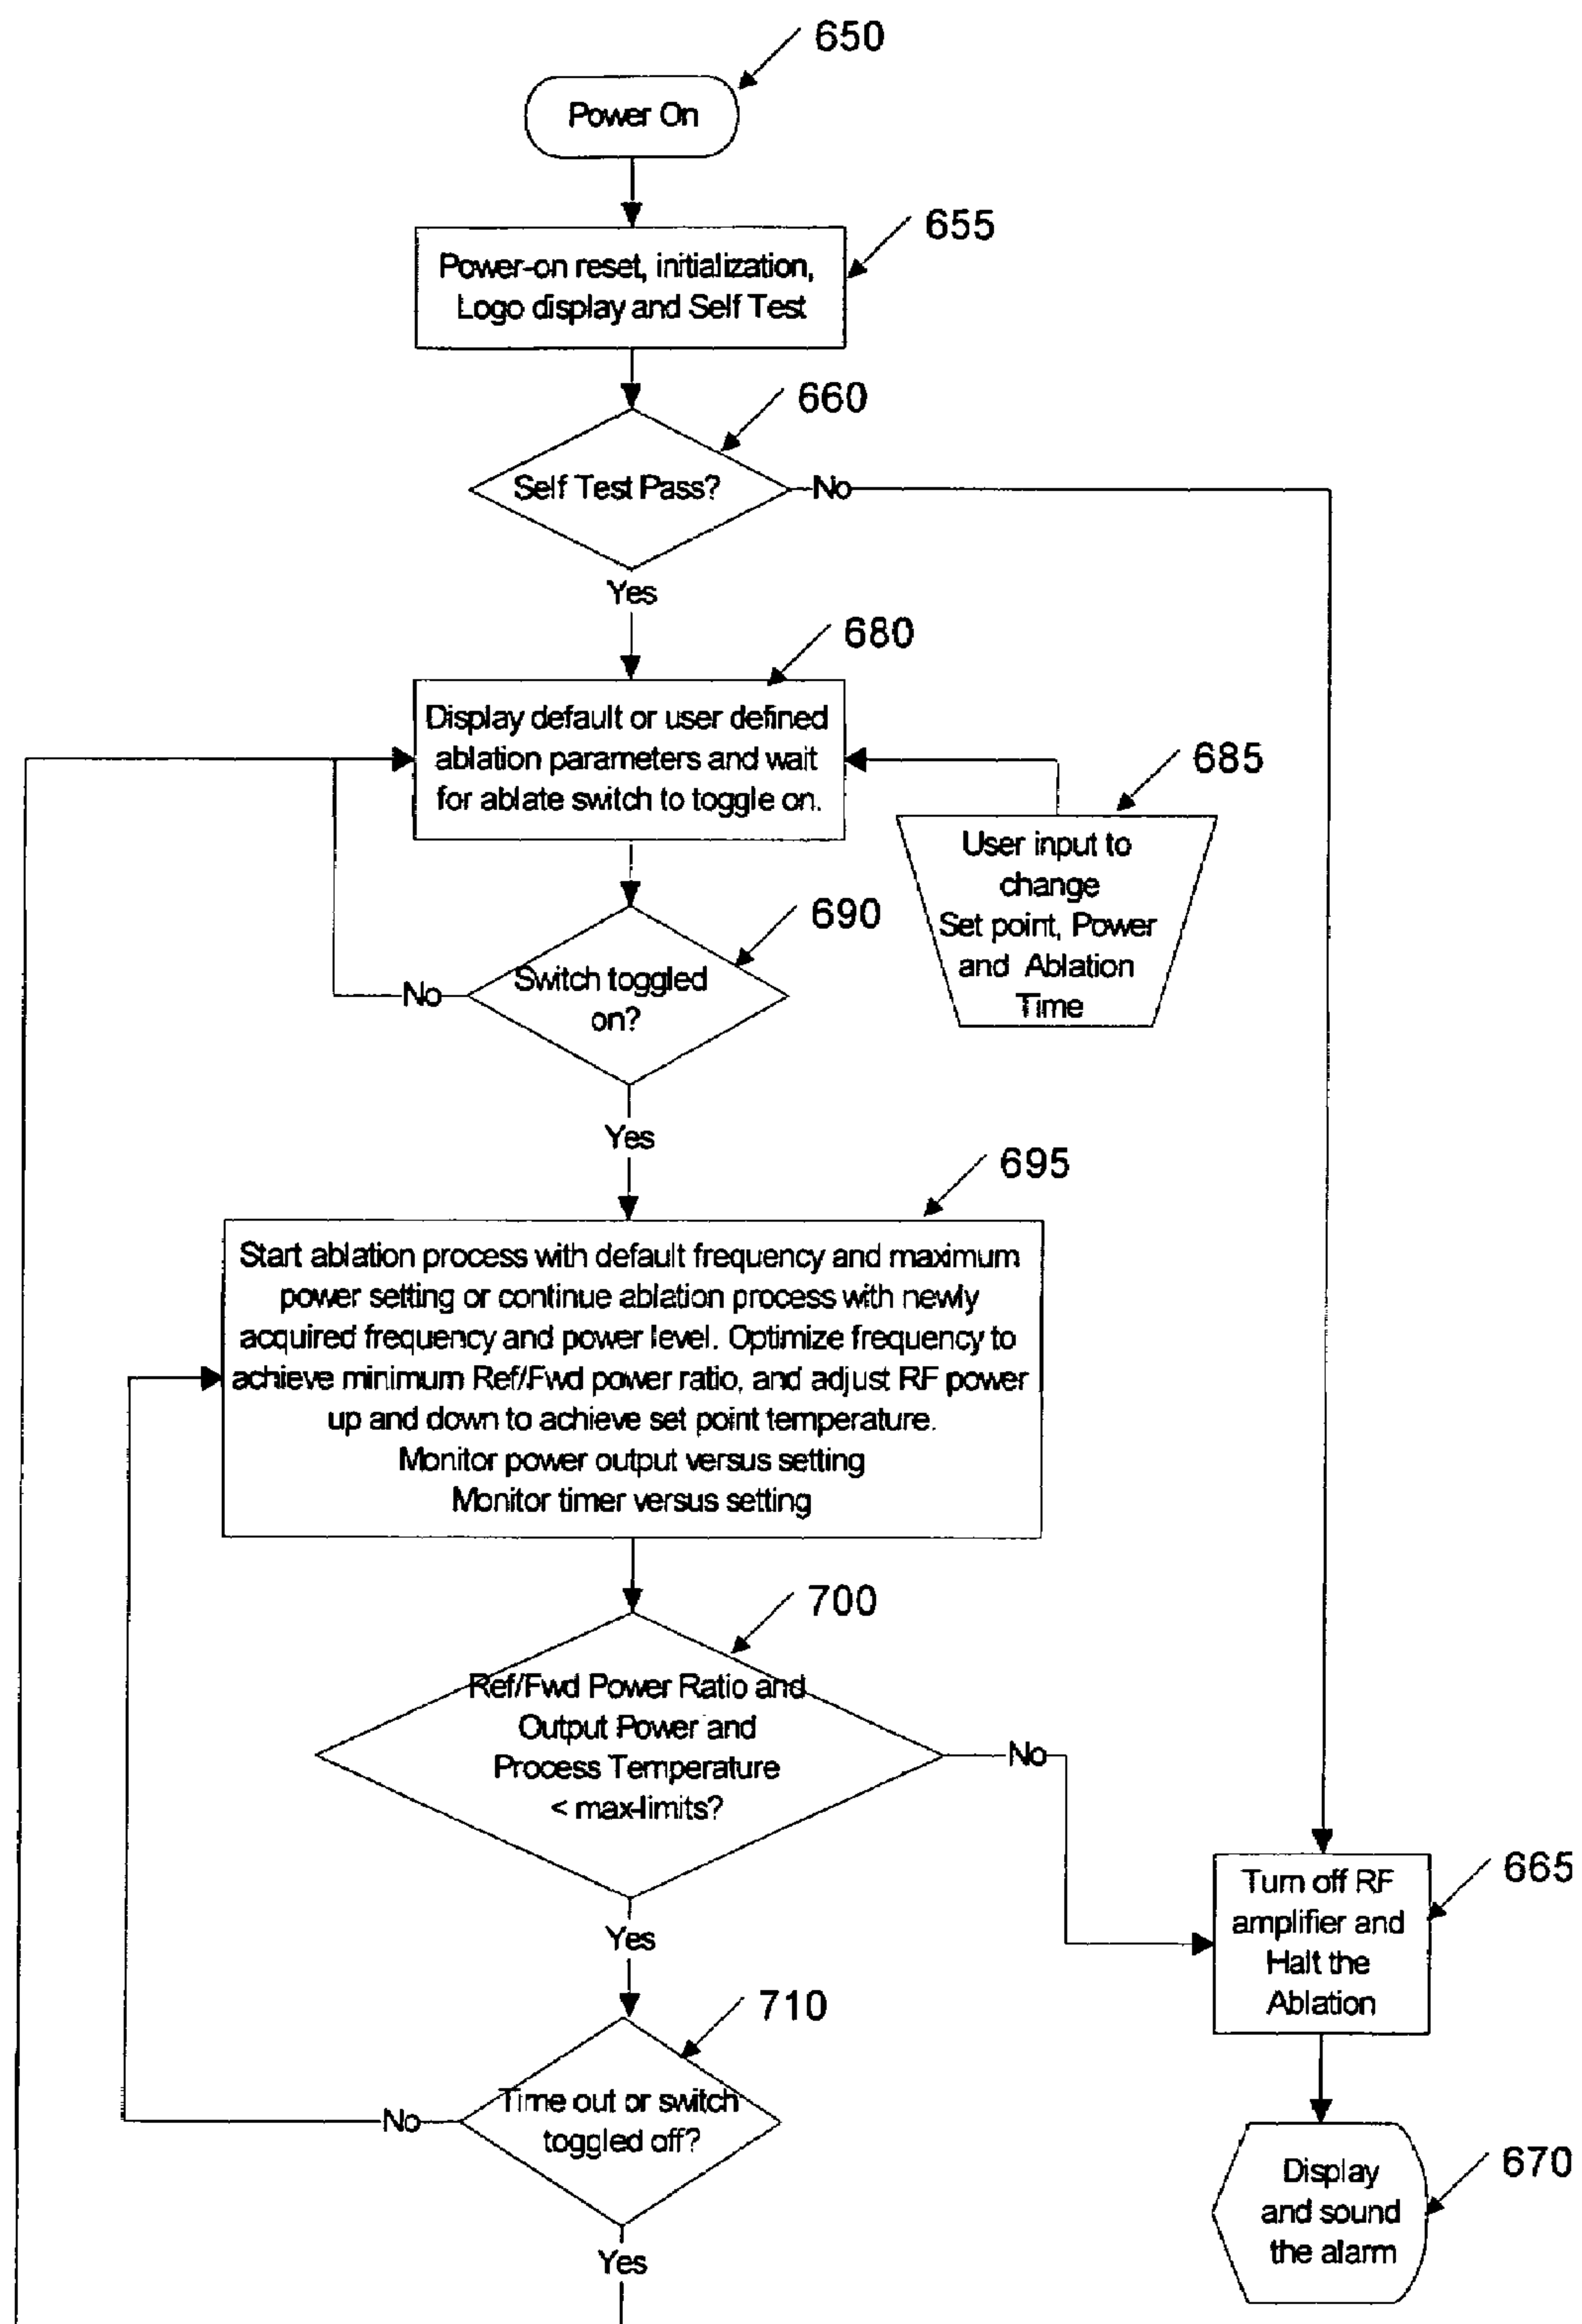 650
Power On
655
Power-on reset, initialization,
Logo display and Self Test
660
Self Test Pass?
No
Yes
680
Display default or user defined
ablation parameters and wait
for ablate switch to toggle on.
685
User input to
change
Set point, Power
and Ablation
Time
690
Switch toggled
on?
No
Yes
695
Start ablation process with default frequency and maximum
power setting or continue ablation process with newly
acquired frequency and power level. Optimize frequency to
achieve minimum Ref/Fwd power ratio, and adjust RF power
up and down to achieve set point temperature.
Monitor power output versus setting
Monitor timer versus setting
700
Ref/Fwd Power Ratio and
Output Power and
Process Temperature
< max-limits?
No
Yes
665
Turn off RF
amplifier and
Halt the
Ablation
710
Time out or switch
toggled off?
No
Yes
670
Display
and sound
the alarm